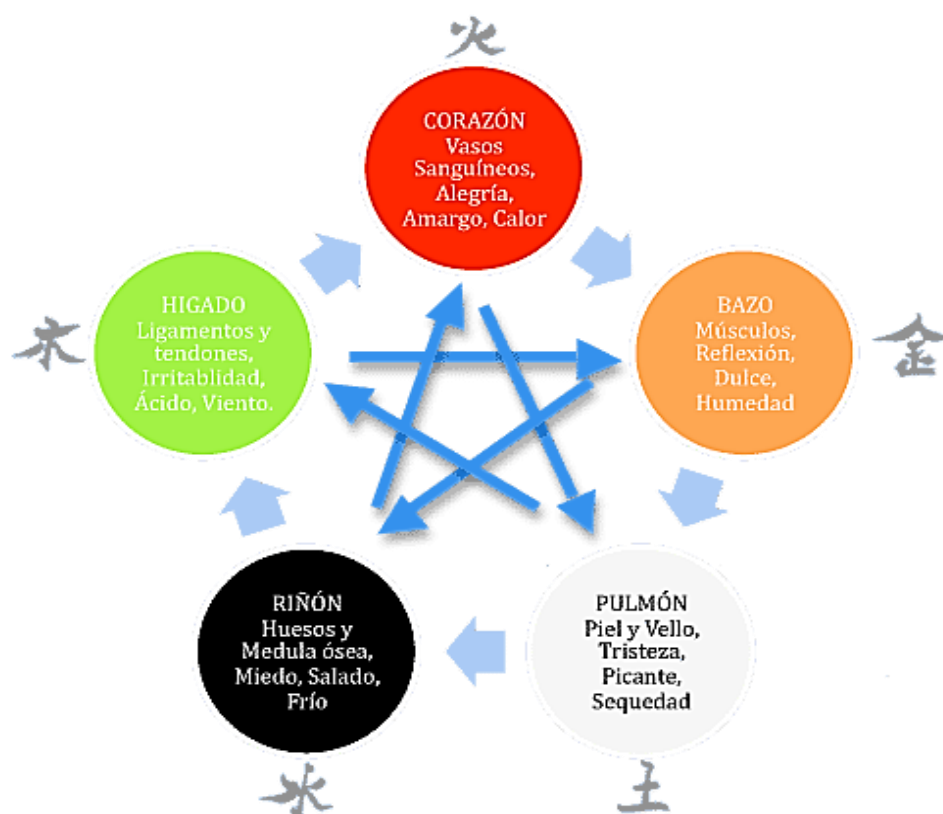 火
CORAZÓN
Vasos
Sanguíneos,
Alegría,
Amargo, Calor
木
HIGADO
Ligamentos y
tendones,
Irritablidad,
Ácido, Viento.
BAZO
Músculos,
Reflexión,
Dulce,
Humedad
金
RIÑÓN
Huesos y
Medula ósea,
Miedo, Salado,
Frío
PULMÓN
Piel y Vello,
Tristeza,
Picante,
Sequedad
水
土